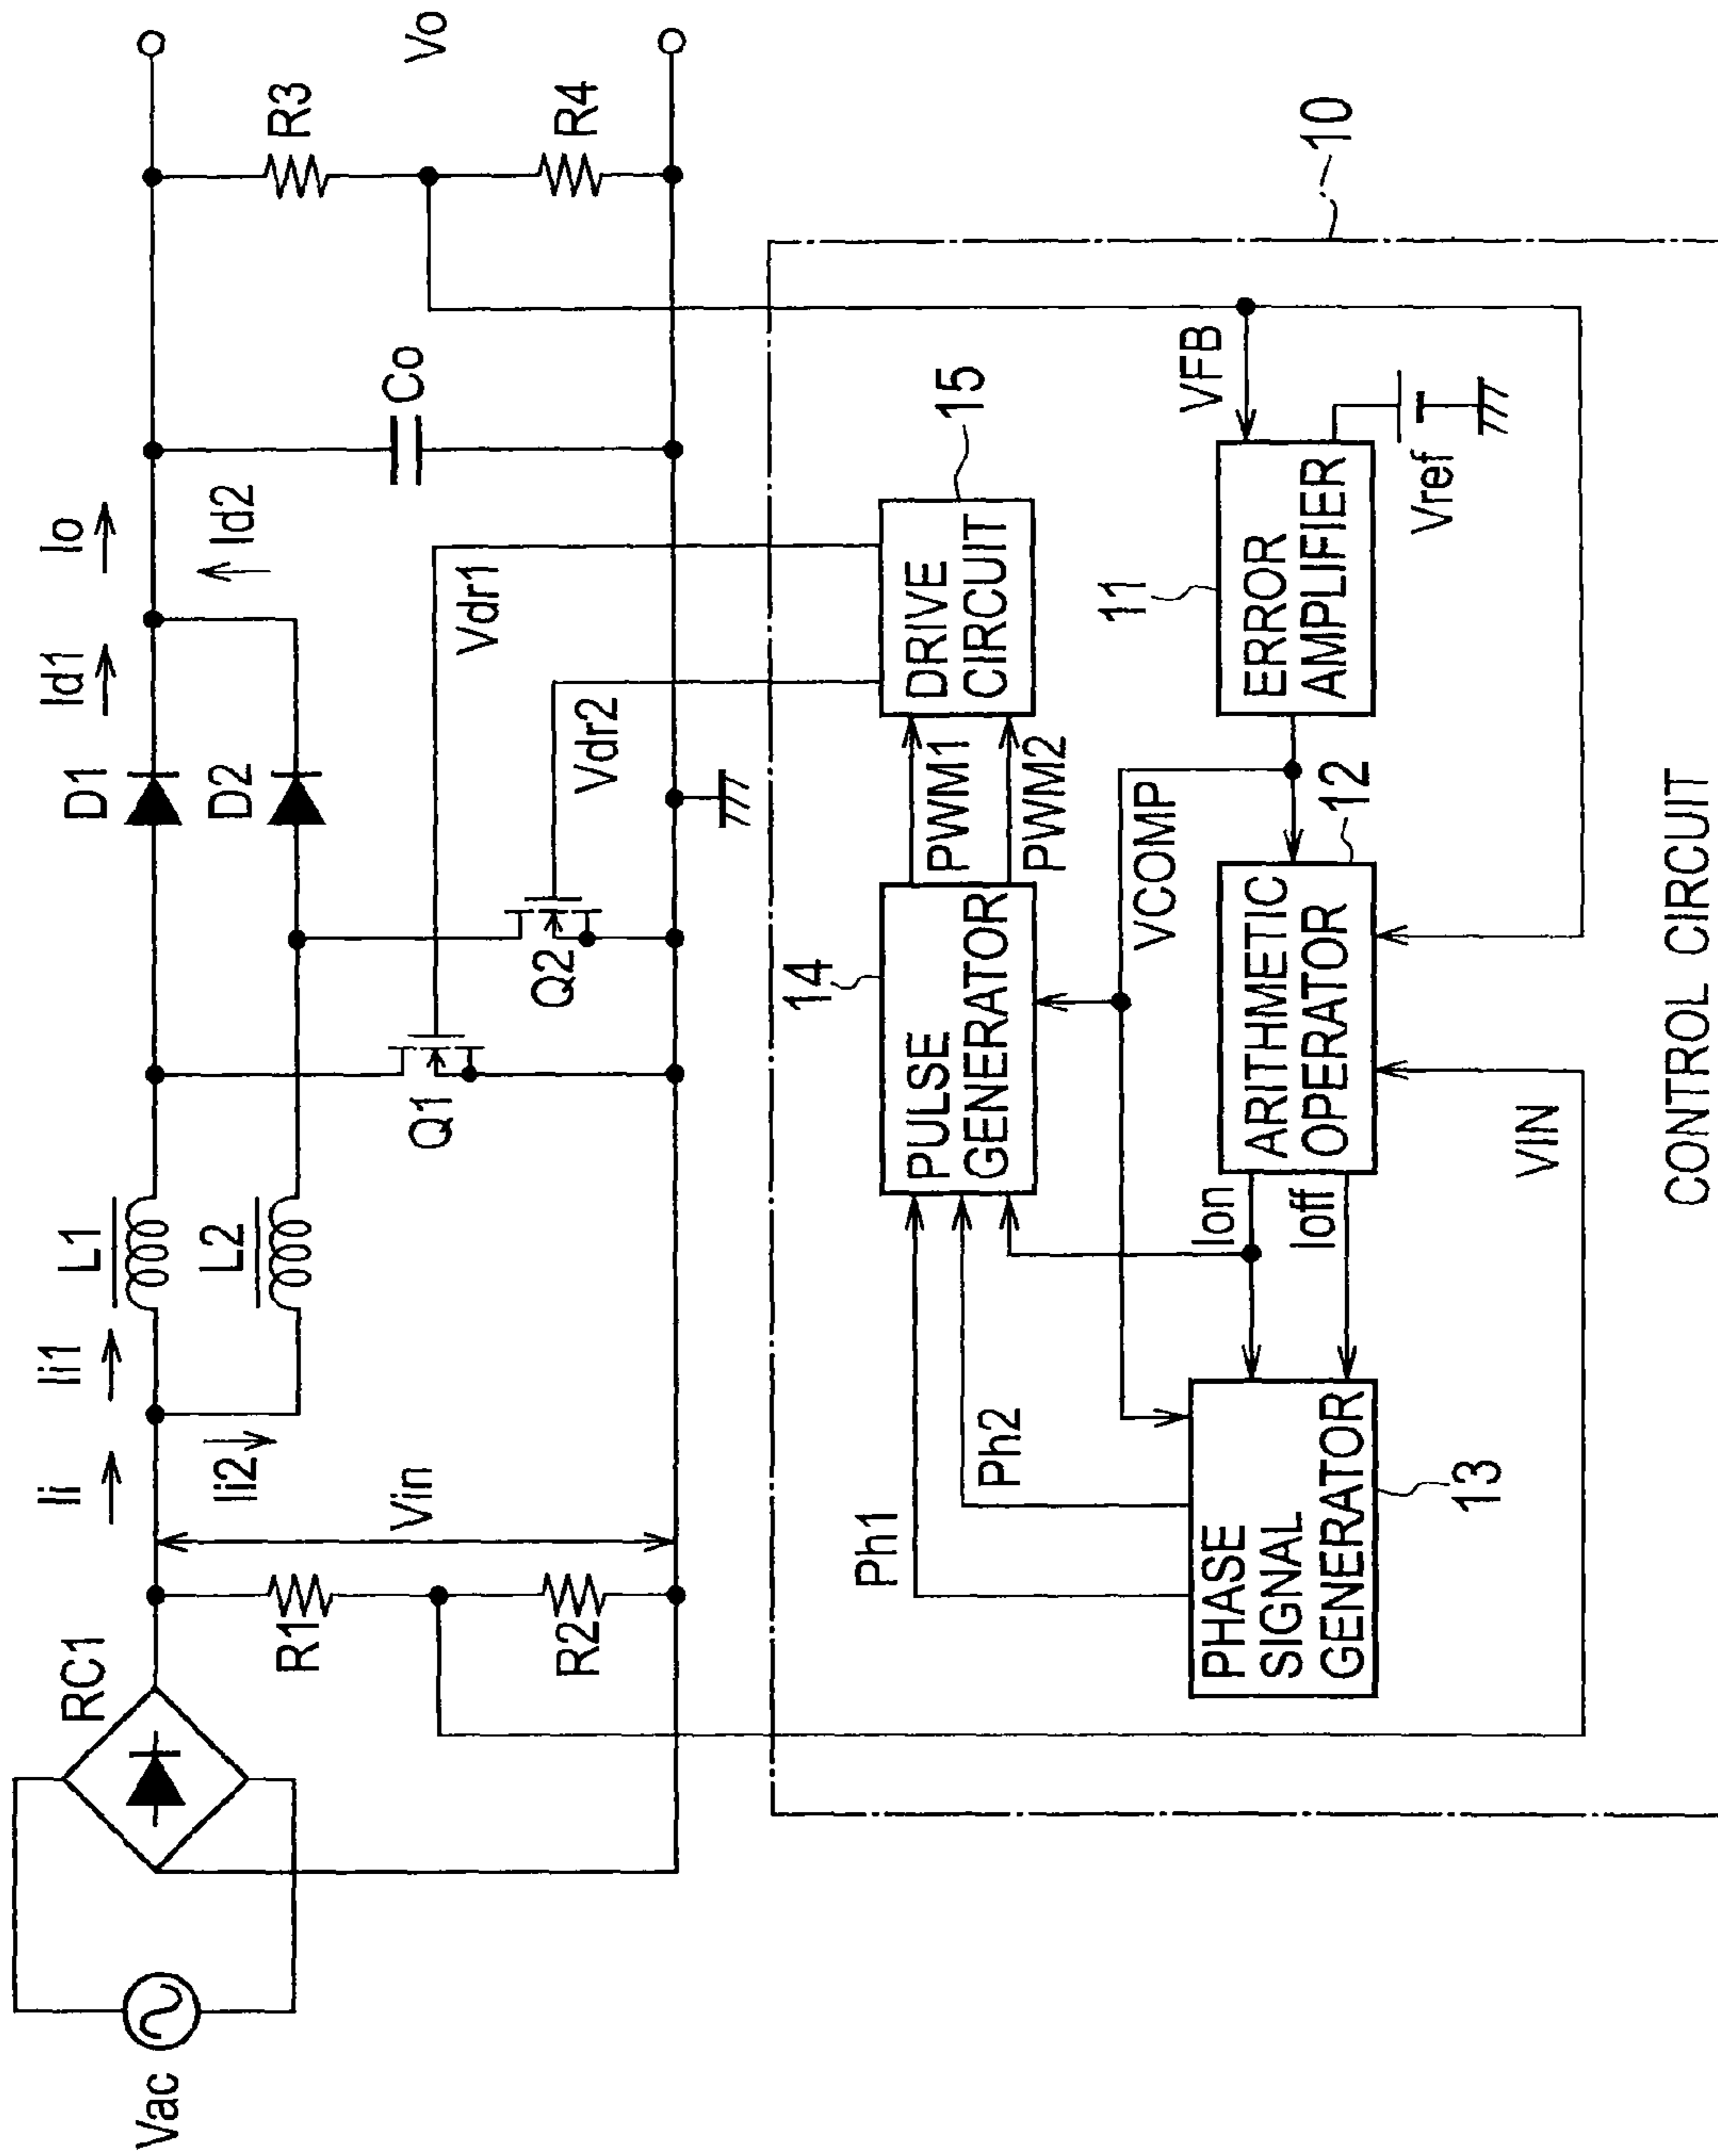 Vac
RC1
R1
R2
Vin
Ii
Ii1
Ii2
L1
L2
Q1
Q2
D1
D2
Id1
Id2
Io
Vdr1
Vdr2
Co
R3
R4
Vo
10
Ph1
Ph2
14
PULSE
GENERATOR
PWM1
PWM2
DRIVE
CIRCUIT
15
PHASE
SIGNAL
GENERATOR
13
Ion
Ioff
VCOMP
ARITHMETIC
OPERATOR
12
11
ERROR
AMPLIFIER
VFB
Vref
VIN
CONTROL CIRCUIT